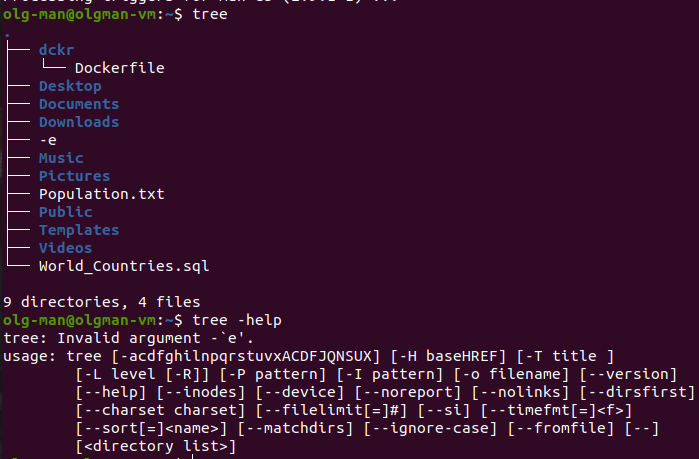 olg-man@olgman-vm:~$ tree
.
├── dckr
│   └── Dockerfile
├── Desktop
├── Documents
├── Downloads
├── -e
├── Music
├── Pictures
├── Population.txt
├── Public
├── Templates
├── Videos
└── World_Countries.sql
9 directories, 4 files
olg-man@olgman-vm:~$ tree -help
tree: Invalid argument -`e'.
usage: tree [-acdfghilnpqrstuvxACDFJQNSUX] [-H baseHREF] [-T title ]
[-L level [-R]] [-P pattern] [-I pattern] [-o filename] [--version]
[--help] [--inodes] [--device] [--noreport] [--nolinks] [--dirsfirst]
[--charset charset] [--filelimit[=]#] [--si] [--timefmt[=]<f>]
[--sort[=]<name>] [--matchdirs] [--ignore-case] [--fromfile] [--]
[<directory list>]